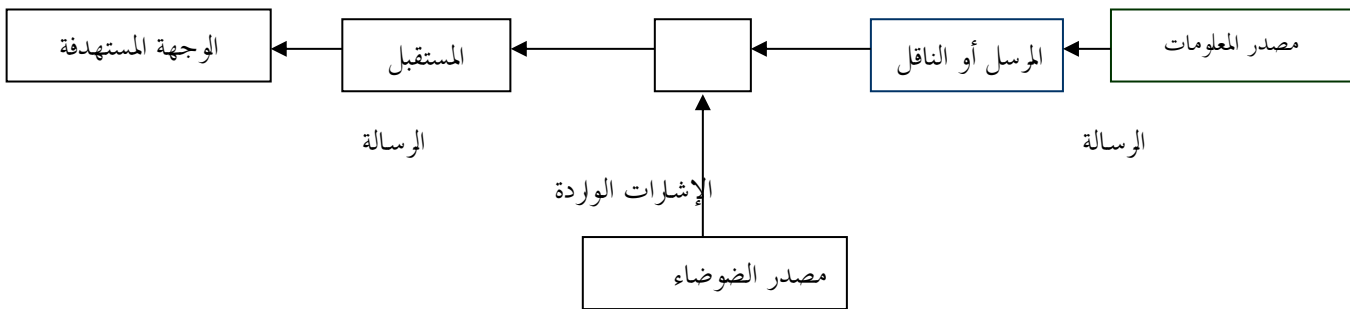 مصدر المعلومات
المرسل أو الناقل
المستقبل
الوجهة المستهدفة
الرسالة
الرسالة
الإشارات الواردة
مصدر الضوضاء